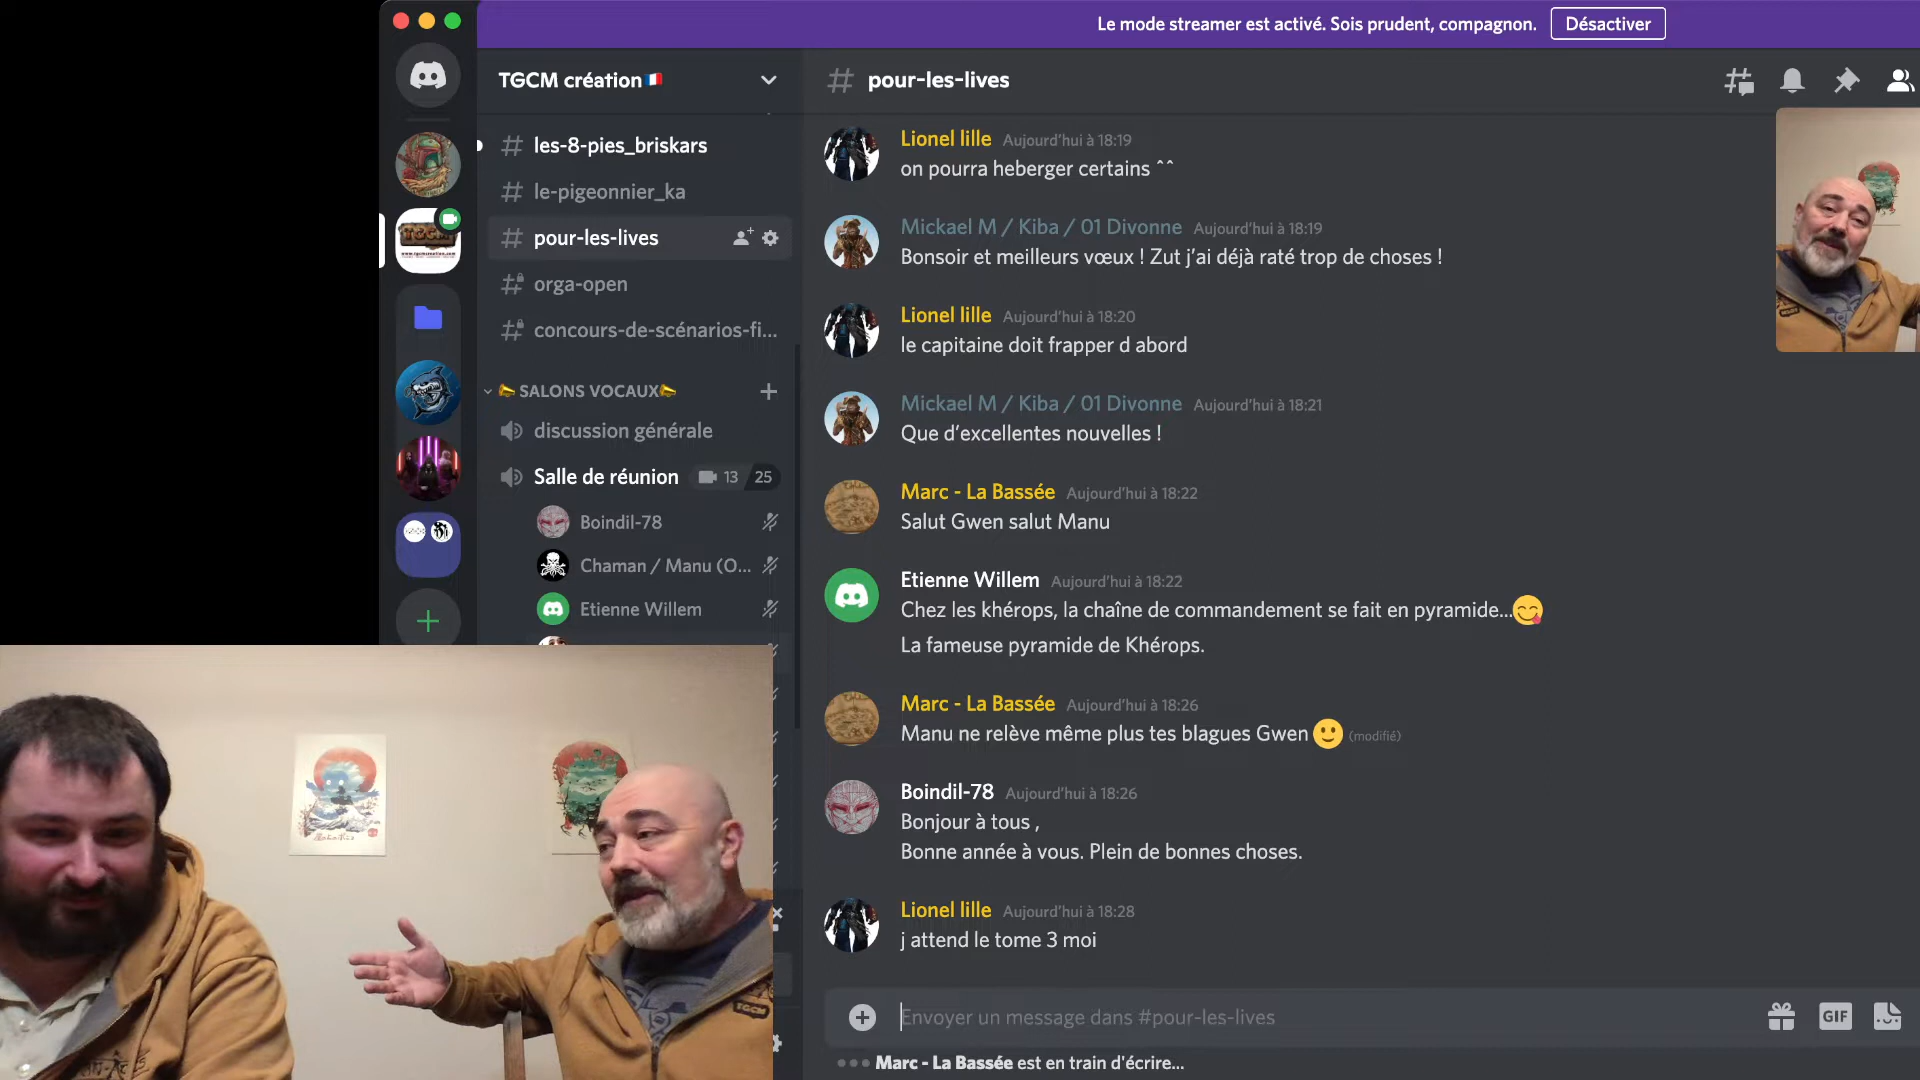 Le mode streamer est activé. Sois prudent, compagnon.
Désactiver
TGCM création
pour-les-lives
les-8-pies_briskars
le-pigeonnier_ka
pour-les-lives
orga-open
concours-de-scénarios-fi...
SALONS VOCAUX
discussion générale
Salle de réunion 13 25
Boindil-78
Chaman / Manu (O...
Etienne Willem
Lionel lille Aujourd'hui à 18:19
on pourra heberger certains ^^
Mickael M / Kiba / 01 Divonne Aujourd'hui à 18:19
Bonsoir et meilleurs vœux ! Zut j'ai déjà raté trop de choses !
Lionel lille Aujourd'hui à 18:20
le capitaine doit frapper d abord
Mickael M / Kiba / 01 Divonne Aujourd'hui à 18:21
Que d'excellentes nouvelles !
Marc - La Bassée Aujourd'hui à 18:22
Salut Gwen salut Manu
Etienne Willem Aujourd'hui à 18:22
Chez les khérops, la chaîne de commandement se fait en pyramide...😋
La fameuse pyramide de Khérops.
Marc - La Bassée Aujourd'hui à 18:26
Manu ne relève même plus tes blagues Gwen 🙂 (modifié)
Boindil-78 Aujourd'hui à 18:26
Bonjour à tous ,
Bonne année à vous. Plein de bonnes choses.
Lionel lille Aujourd'hui à 18:28
j attend le tome 3 moi
Envoyer un message dans #pour-les-lives
GIF
Marc - La Bassée est en train d'écrire...
TGCM